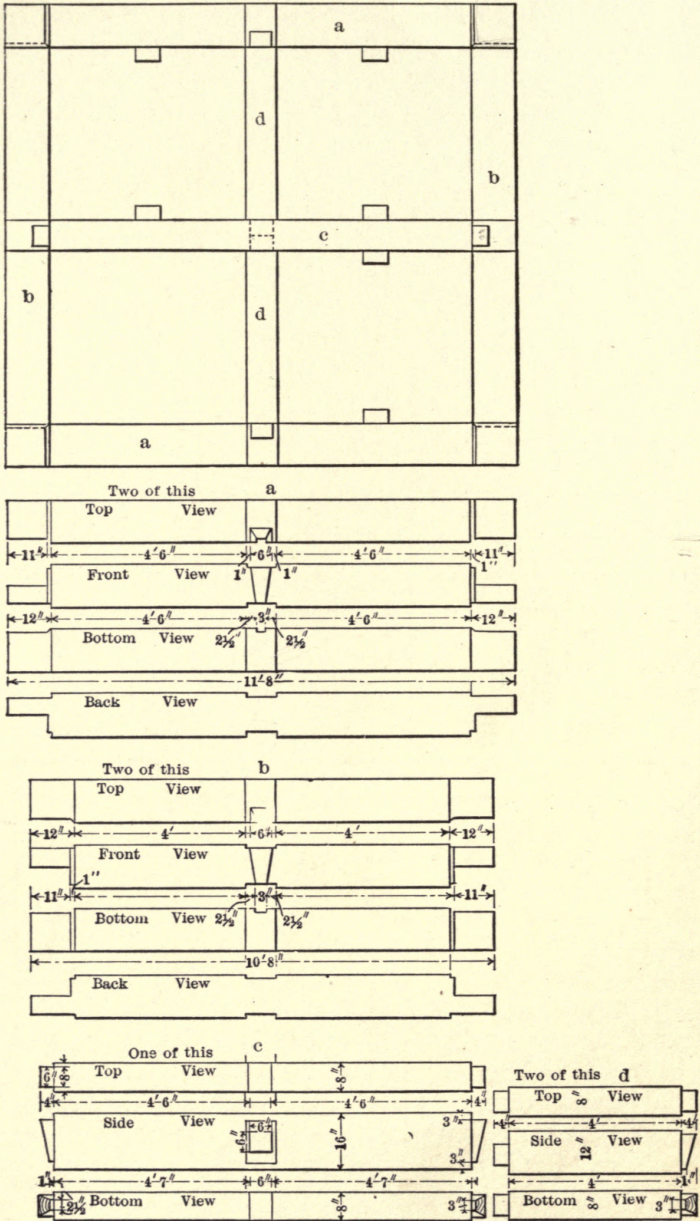 a
d
b
c
b
d
a
Two of this a
Top View
11" 4' 6" 6" 4' 6" 11"
Front View 1" 1" 1"
12" 4' 6" 3" 4' 6" 12"
Bottom View 2½" 2½"
11' 8"
Back View
Two of this b
Top View
12" 4' 6" 4' 12"
Front View
1"
11" 3" 11"
Bottom View 2½" 2½"
10' 8"
Back View
One of this c
6" 8" Top View 8"
4" 4' 6" 4' 6" 4"
Side View 6" 6" 16" 3" 3"
1" 4' 7" 6" 4' 7"
2½" Bottom View 8" 3"
Two of this d
Top 8" View
4" 4' 4"
Side 12" View
4' 1"
Bottom 8" View 3"